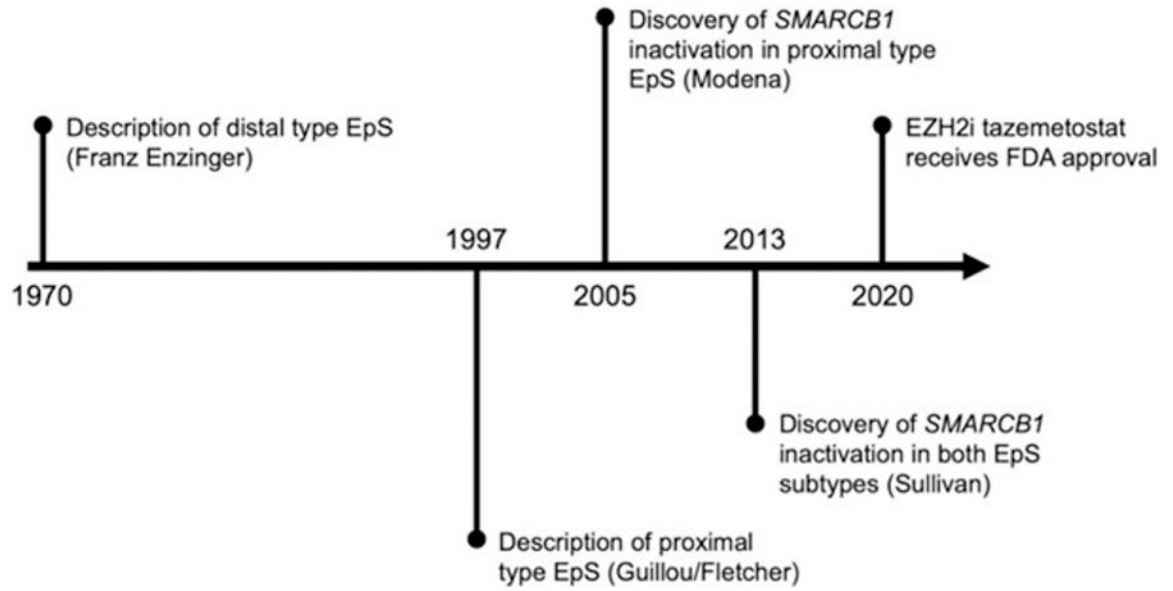 Discovery of SMARCB1
inactivation in proximal type
EpS (Modena)
Description of distal type EpS
(Franz Enzinger)
EZH2i tazemetostat
receives FDA approval
1997
2013
1970
2005
2020
Discovery of SMARCB1
inactivation in both EpS
subtypes (Sullivan)
Description of proximal
type EpS (Guillou/Fletcher)